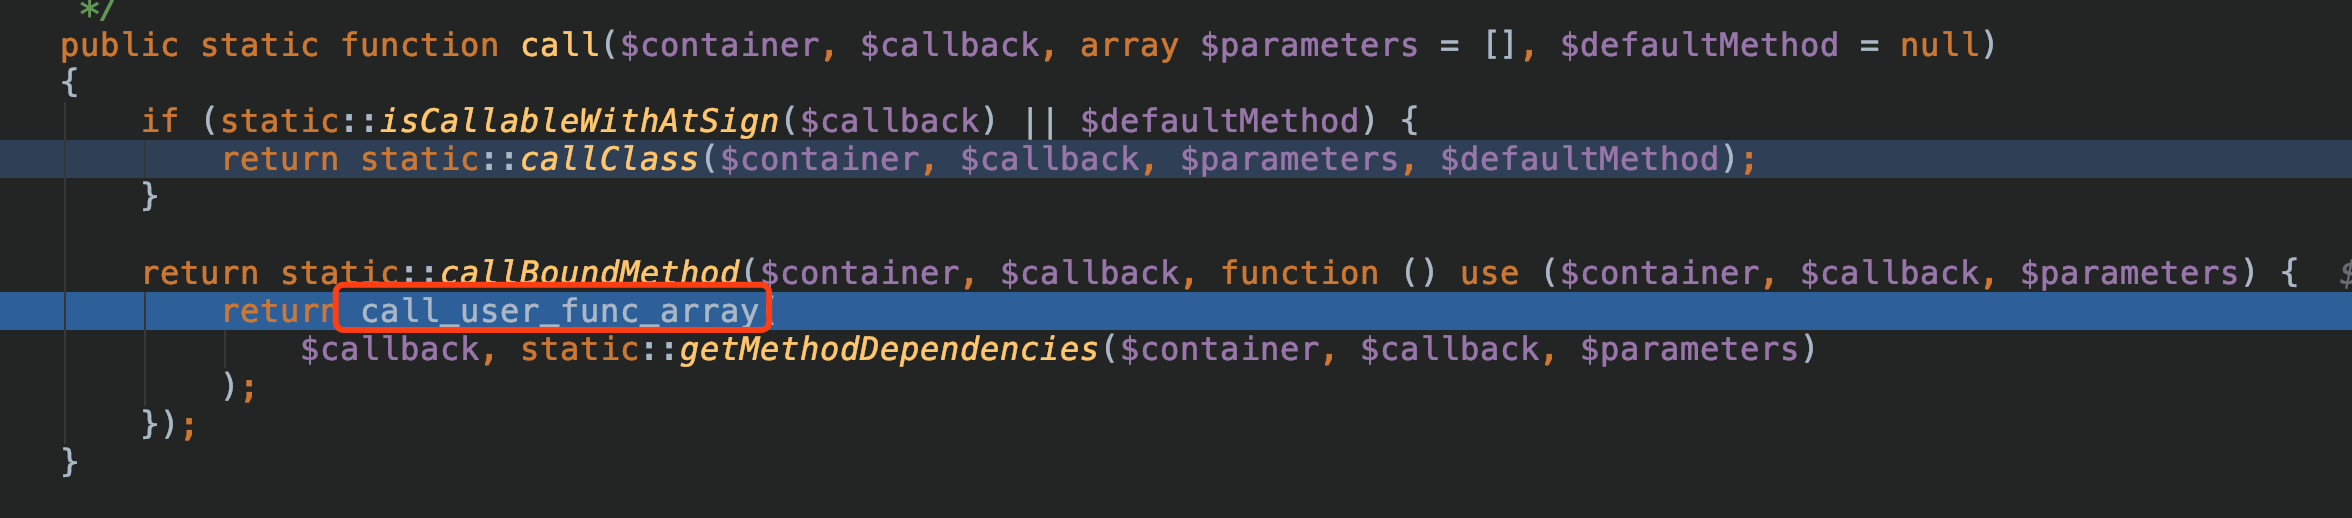 */
public static function call($container, $callback, array $parameters = [], $defaultMethod = null)
{
if (static::isCallableWithAtSign($callback) || $defaultMethod) {
return static::callClass($container, $callback, $parameters, $defaultMethod);
}
return static::callBoundMethod($container, $callback, function () use ($container, $callback, $parameters) { $
return call_user_func_array(
$callback, static::getMethodDependencies($container, $callback, $parameters)
);
});
}